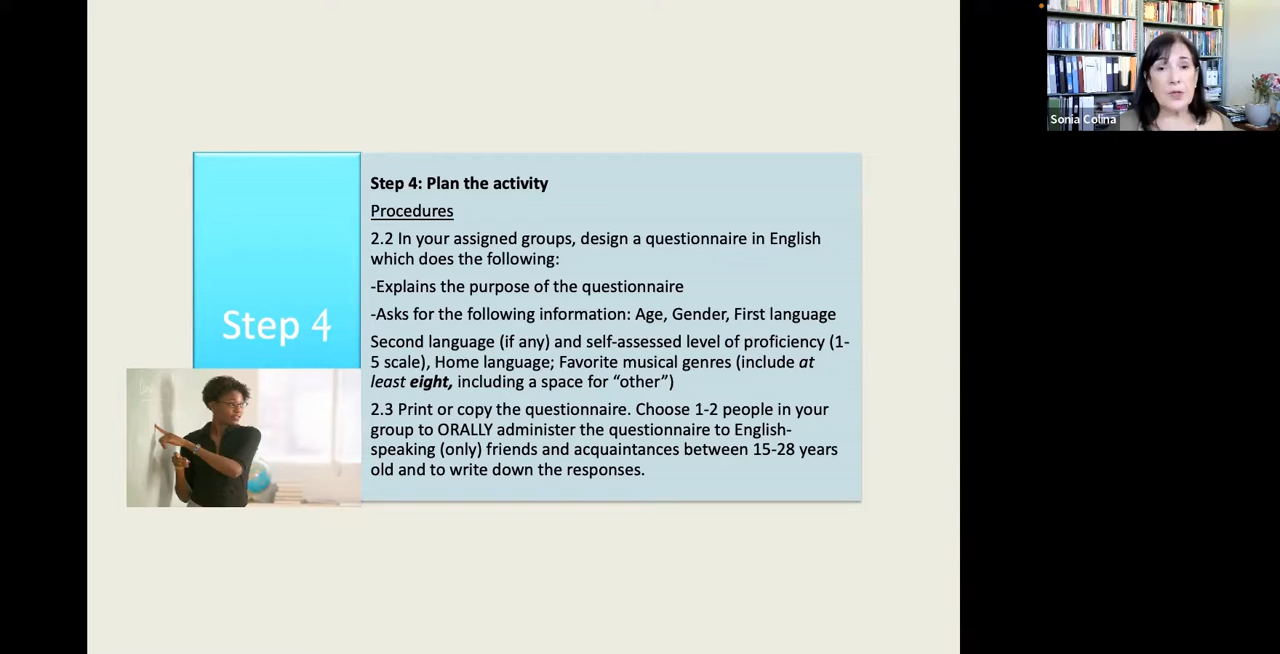 Step 4: Plan the activity
Procedures
2.2 In your assigned groups, design a questionnaire in English
which does the following:
-Explains the purpose of the questionnaire
-Asks for the following information: Age, Gender, First language
Second language (if any) and self-assessed level of proficiency (1-
5 scale), Home language; Favorite musical genres (include at
least eight, including a space for “other”)
2.3 Print or copy the questionnaire. Choose 1-2 people in your
group to ORALLY administer the questionnaire to English-
speaking (only) friends and acquaintances between 15-28 years
old and to write down the responses.
Step 4
Sonia Colina